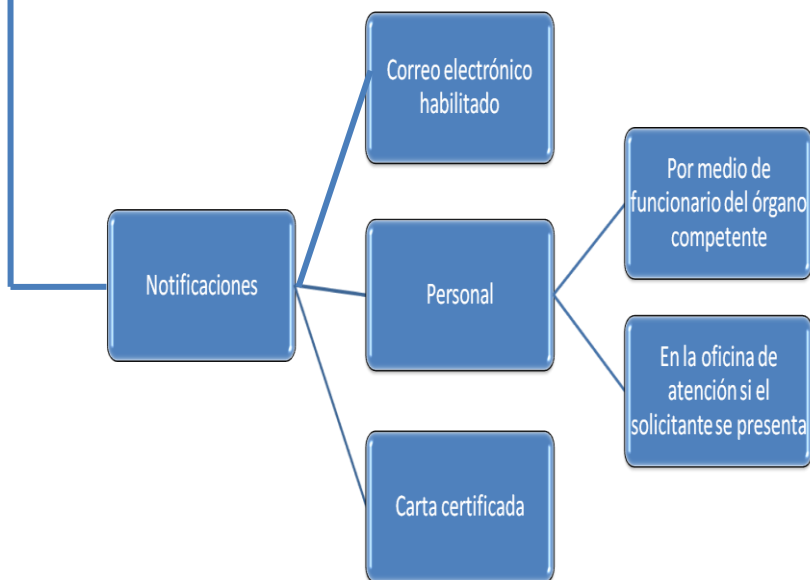 Correo electrónico
habilitado
Por medio de
funcionario del órgano
competente
Notificaciones
Personal
En la oficina de
atención si el
solicitante se presenta
Carta certificada